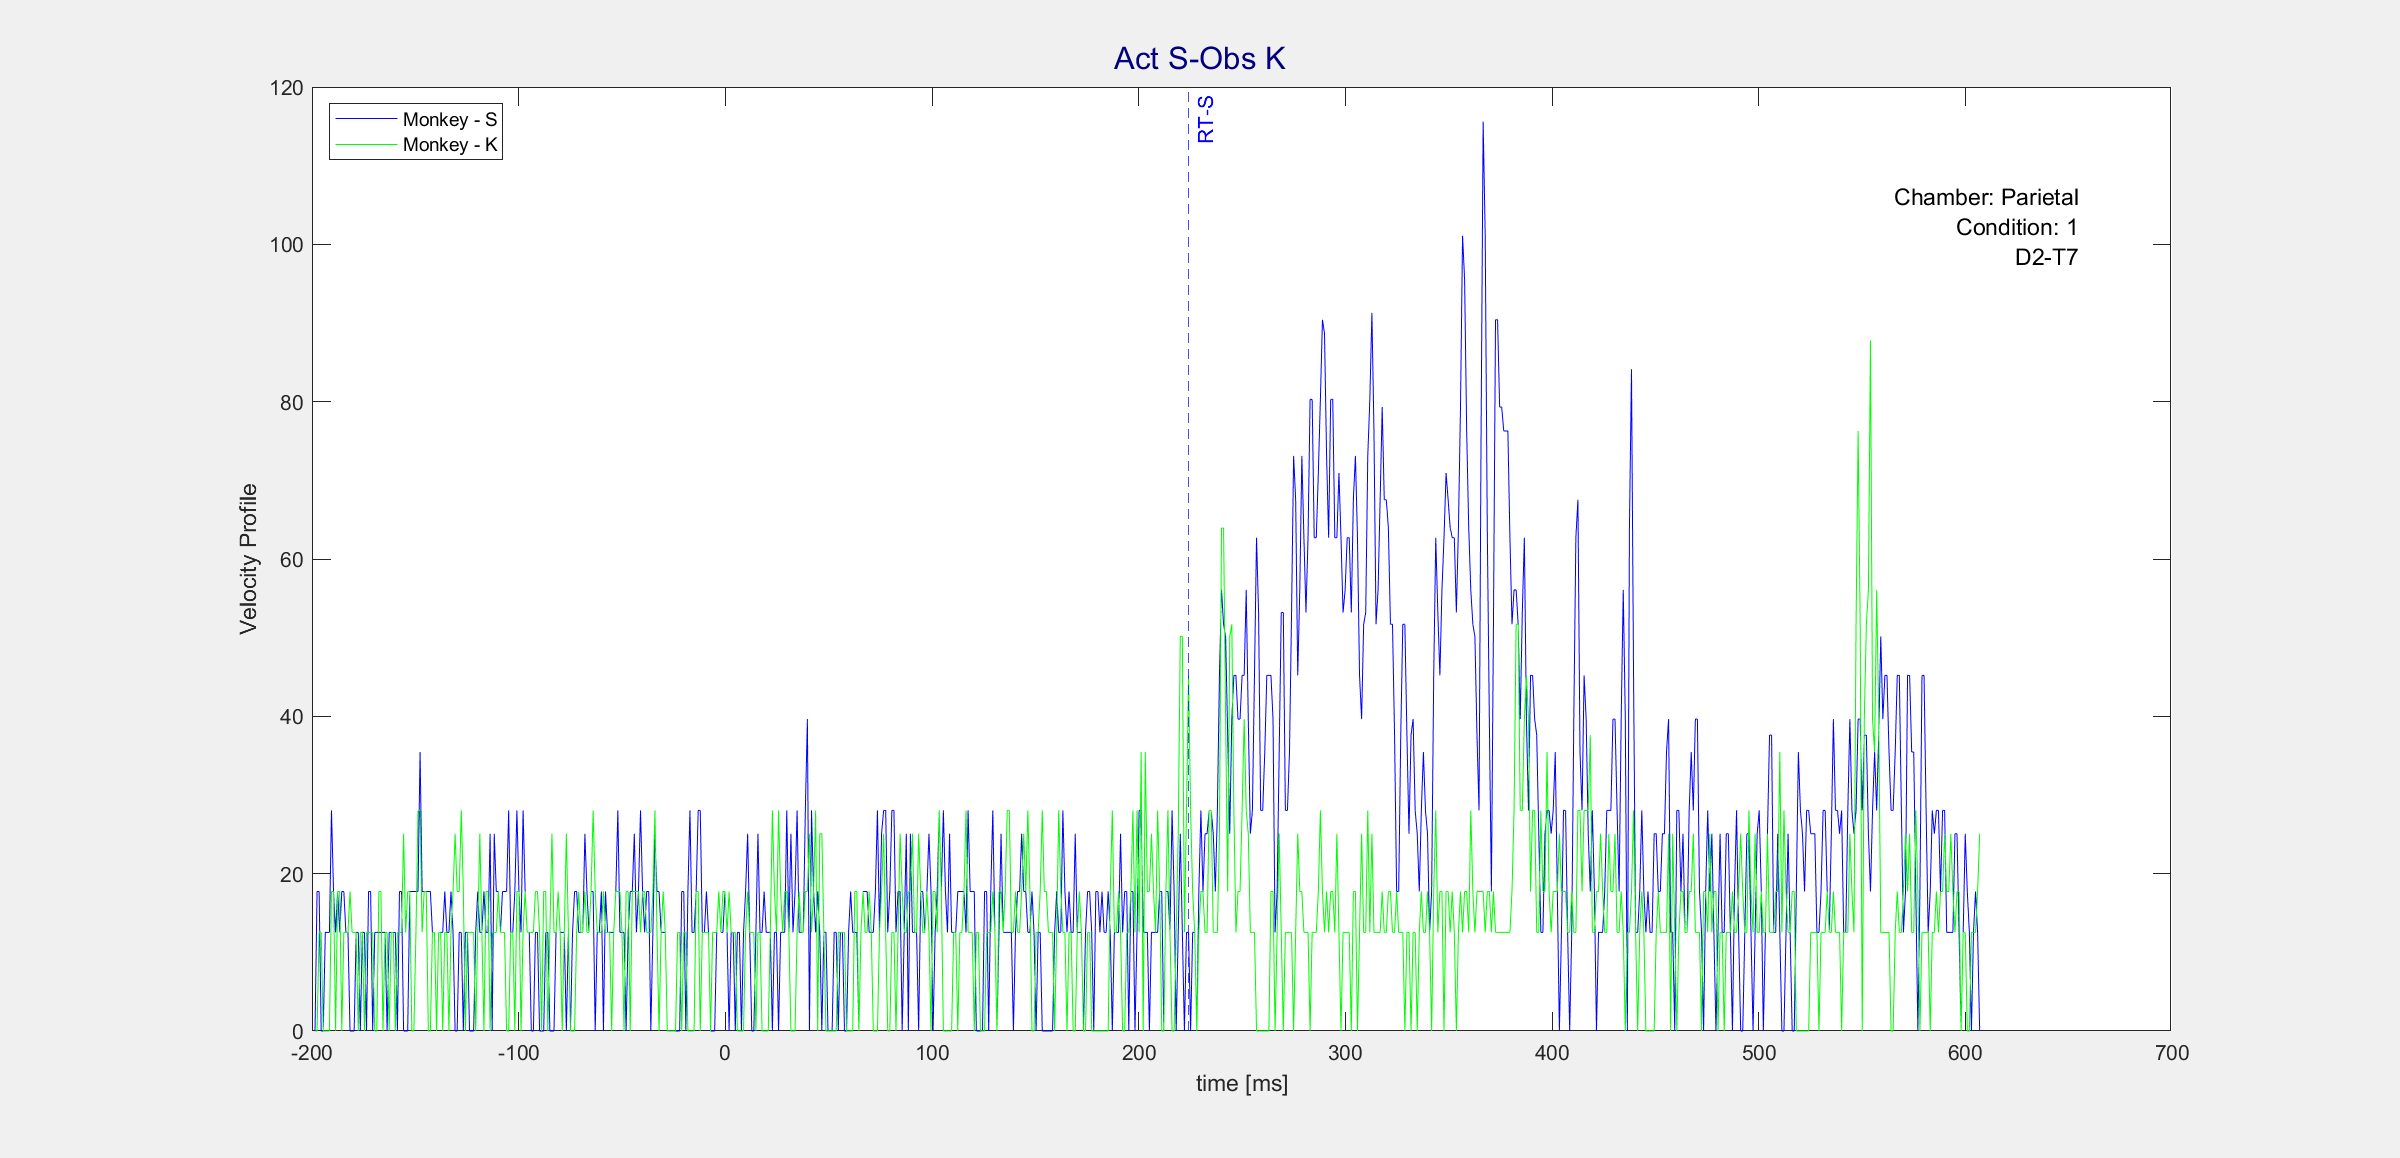 Act S-Obs K
120
100
80
60
40
20
0
Velocity Profile
Monkey - S
Monkey - K
RT-S
Chamber: Parietal
Condition: 1
D2-T7
-200 -100 0 100 200 300 400 500 600 700
time [ms]